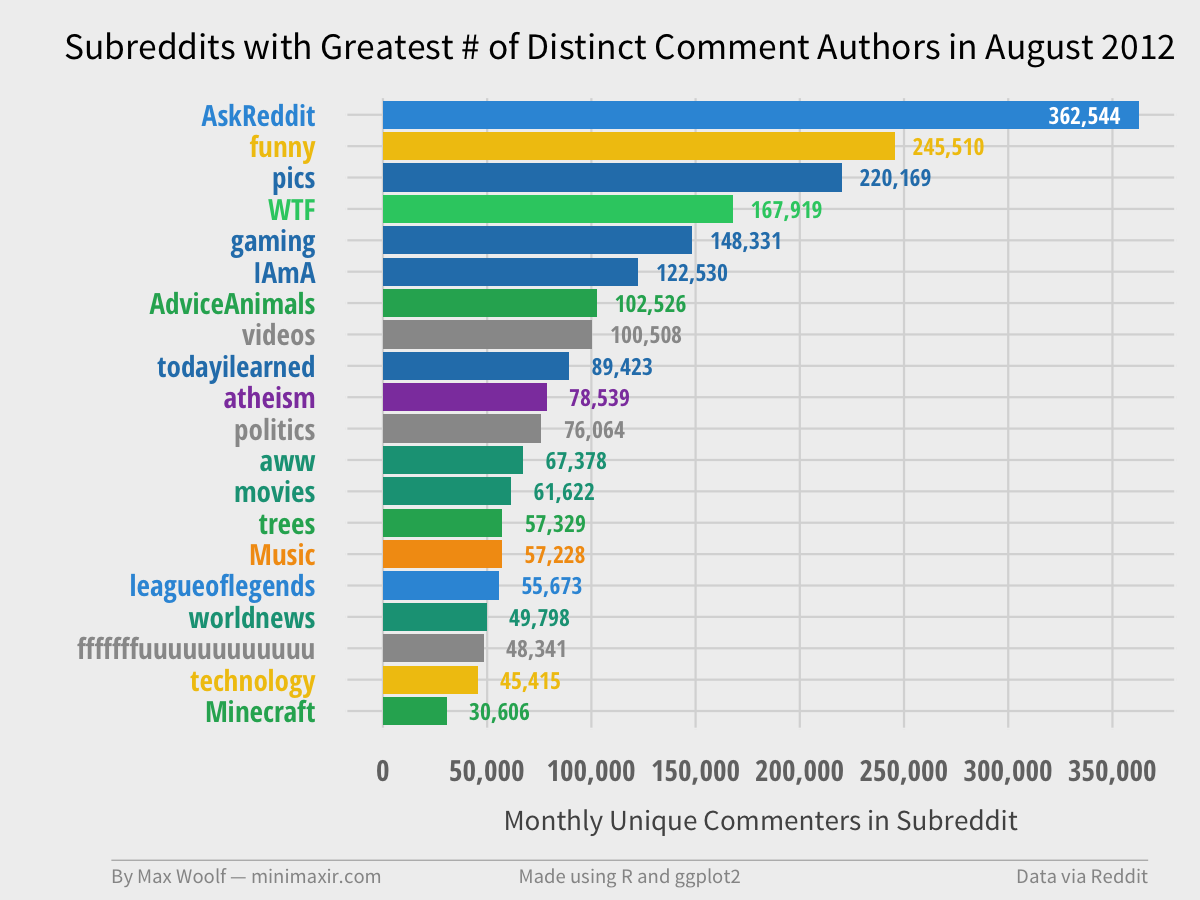 Subreddits with Greatest # of Distinct Comment Authors in August 2012
AskReddit 362,544
funny 245,510
pics 220,169
WTF 167,919
gaming 148,331
IAmA 122,530
AdviceAnimals 102,526
videos 100,508
todayilearned 89,423
atheism 78,539
politics 76,064
aww 67,378
movies 61,622
trees 57,329
Music 57,228
leagueoflegends 55,673
worldnews 49,798
fffffffuuuuuuuuuuuu 48,341
technology 45,415
Minecraft 30,606
0 50,000 100,000 150,000 200,000 250,000 300,000 350,000
Monthly Unique Commenters in Subreddit
By Max Woolf — minimaxir.com Made using R and ggplot2 Data via Reddit